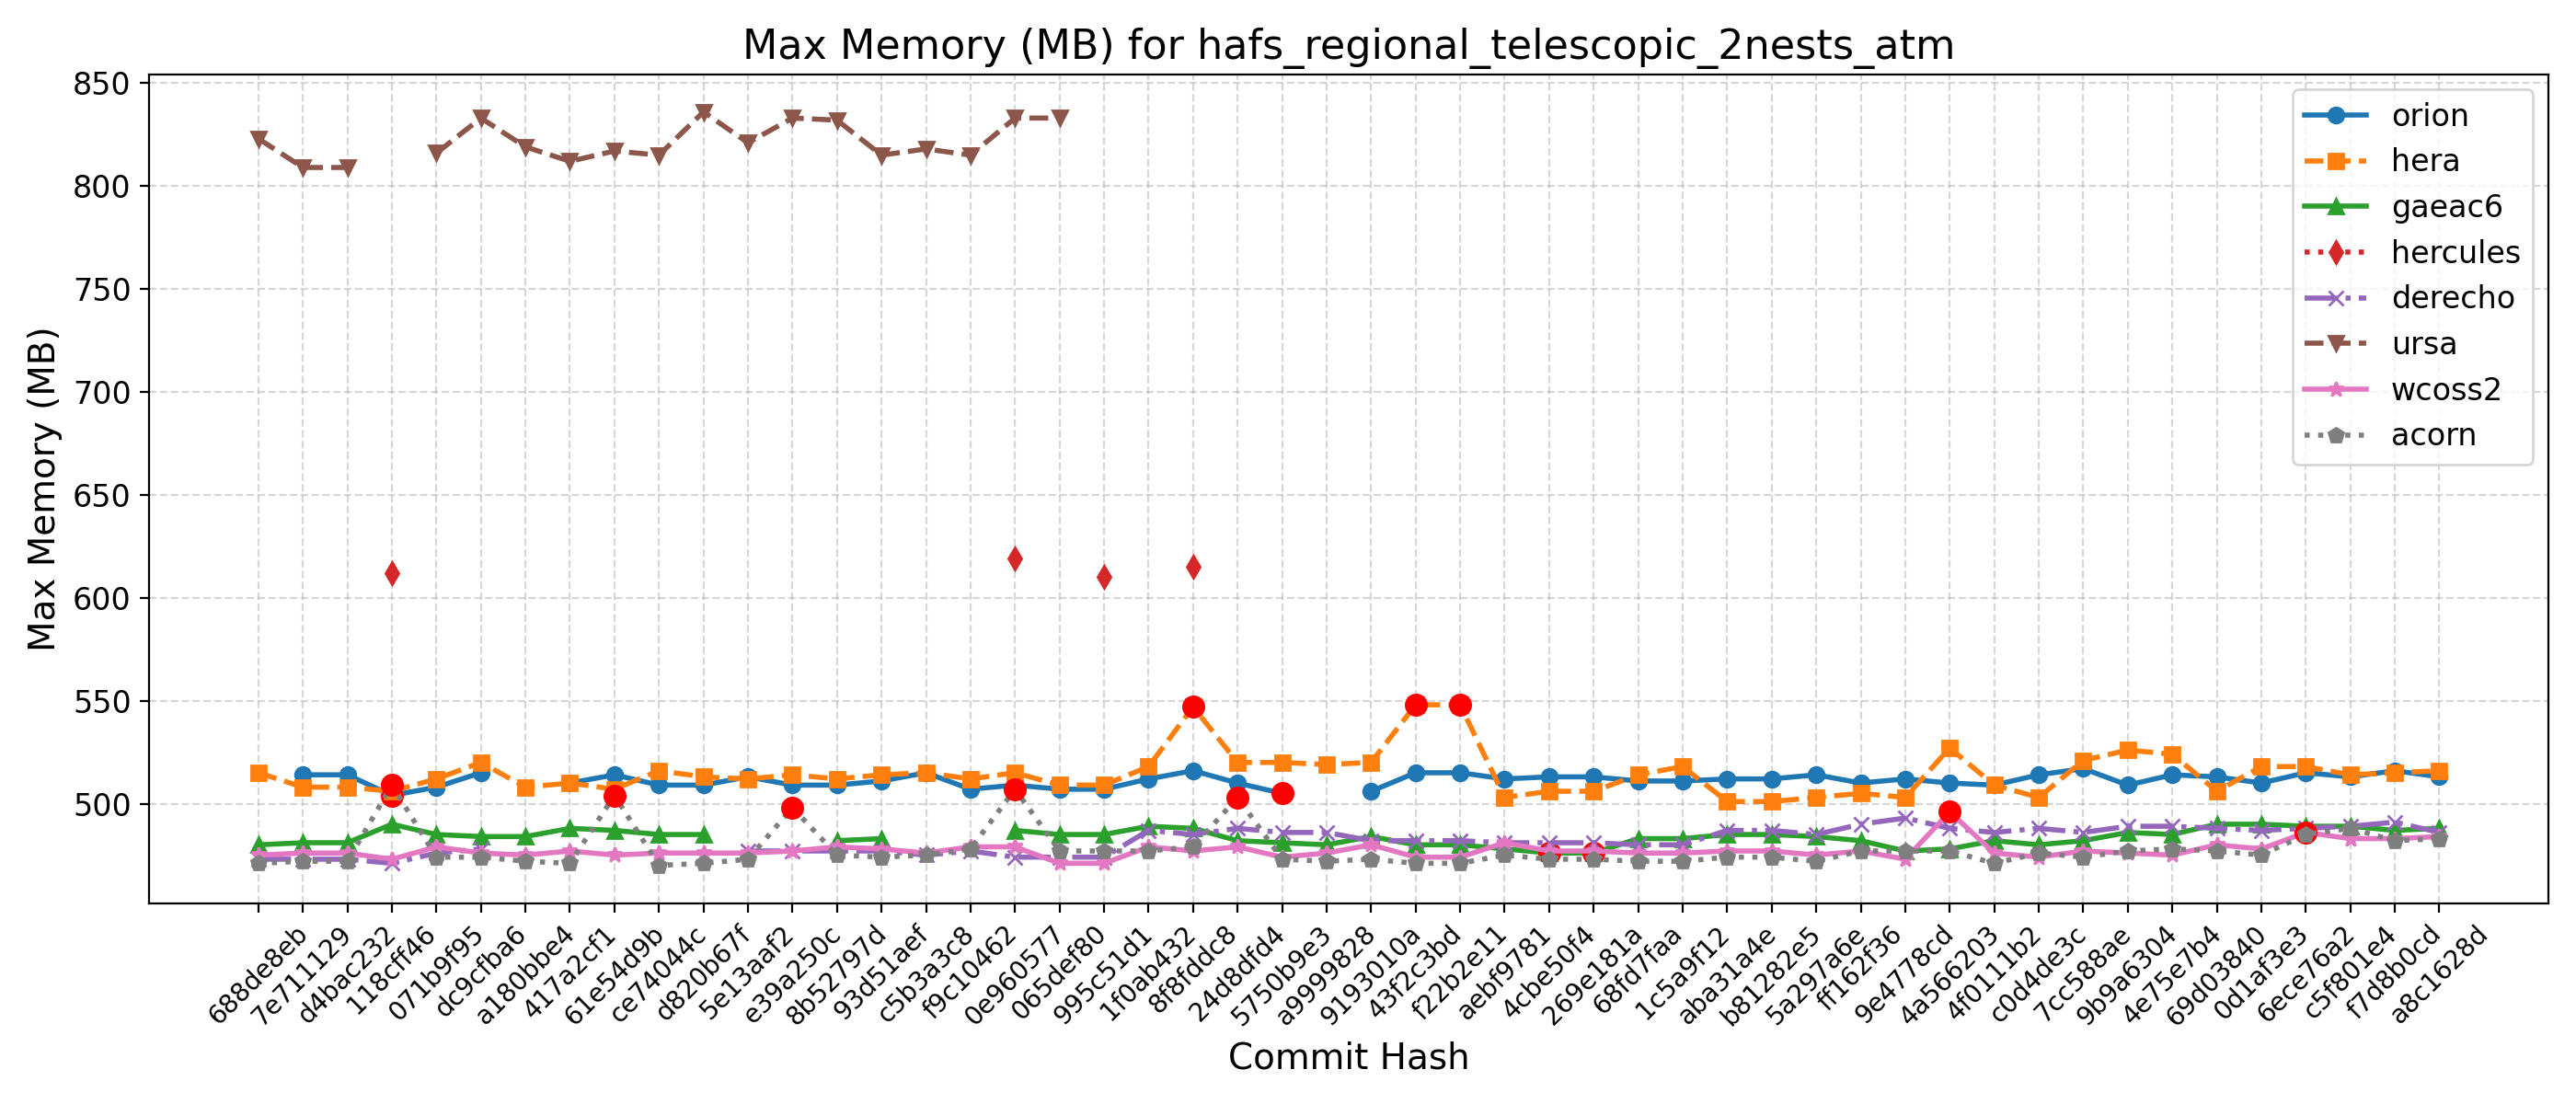 Max Memory (MB) for hafs_regional_telescopic_2nests_atm
Max Memory (MB)
850
800
750
700
650
600
550
500
orion
hera
gaeac6
hercules
derecho
ursa
wcoss2
acorn
688de8eb
7e711129
d4bac232
118cff46
071b9f95
dc9cfba6
a180bbe4
417a2cf1
61e54d9b
ce74044c
d820b67f
5e13aaf2
e39a250c
8b52797d
93d51aef
c5b3a3c8
f9c10462
0e960577
065def80
995c51d1
1f0ab432
8f8fddc8
24d8dfd4
5750b9e3
a9999828
9193010a
43f2c3bd
f22b2e11
aebf9781
4cbe50f4
269e181a
68fd7faa
1c5a9f12
aba31a4e
b81282e5
5a297a6e
ff162f36
9e4778cd
4a566203
4f0111b2
c0d4de3c
7cc588ae
9b9a6304
4e75e7b4
69d03840
0d1af3e3
6ece76a2
c5f801e4
f7d8b0cd
a8c1628d
Commit Hash